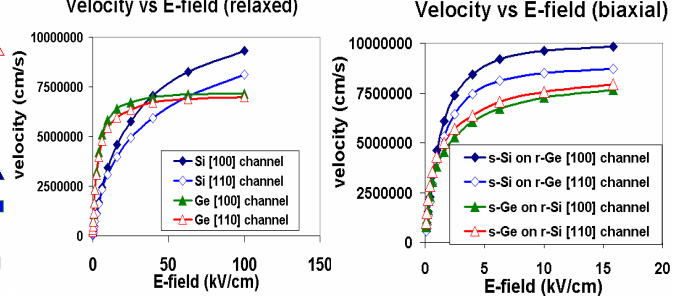 Velocity vs E-field (relaxed)
velocity (cm/s)
10000000
7500000
5000000
2500000
0
0
50
100
150
E-field (kV/cm)
Si [100] channel
Si [110] channel
Ge [100] channel
Ge [110] channel
Velocity vs E-field (biaxial)
velocity (cm/s)
10000000
7500000
5000000
2500000
0
0
5
10
15
20
E-field (kV/cm)
s-Si on r-Ge [100] channel
s-Si on r-Ge [110] channel
s-Ge on r-Si [100] channel
s-Ge on r-Si [110] channel